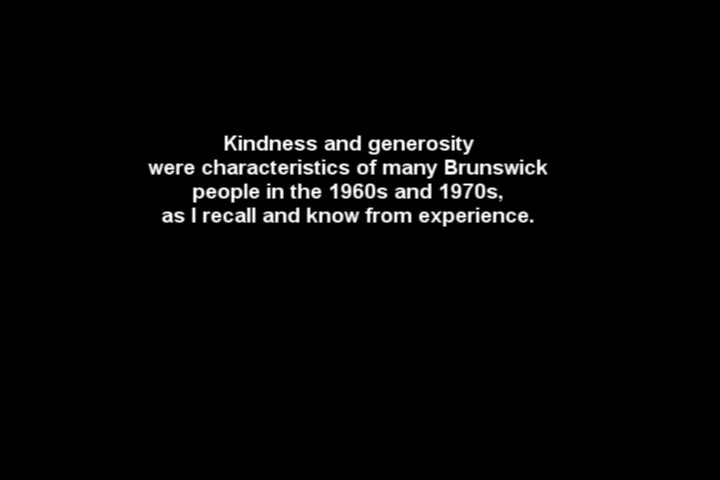 Kindness and generosity
were characteristics of many Brunswick
people in the 1960s and 1970s,
as I recall and know from experience.